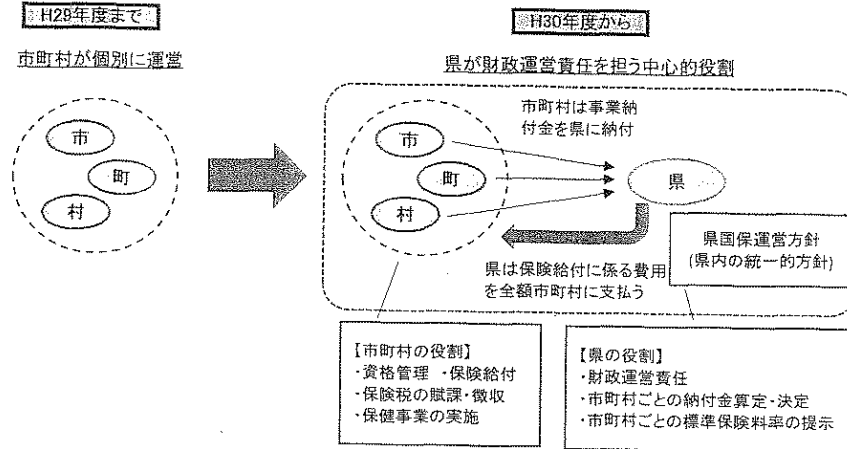 H29年度まで
市町村が個別に運営
市
町
村
H30年度から
県が財政運営責任を担う中心的役割
市町村は事業納
付金を県に納付
市
町
村
県
県国保運営方針
(県内の統一的方針)
県は保険給付に係る費用
を全額市町村に支払う
【市町村の役割】
・資格管理 ・保険給付
・保険税の賦課・徴収
・保健事業の実施
【県の役割】
・財政運営責任
・市町村ごとの納付金算定・決定
・市町村ごとの標準保険料率の提示